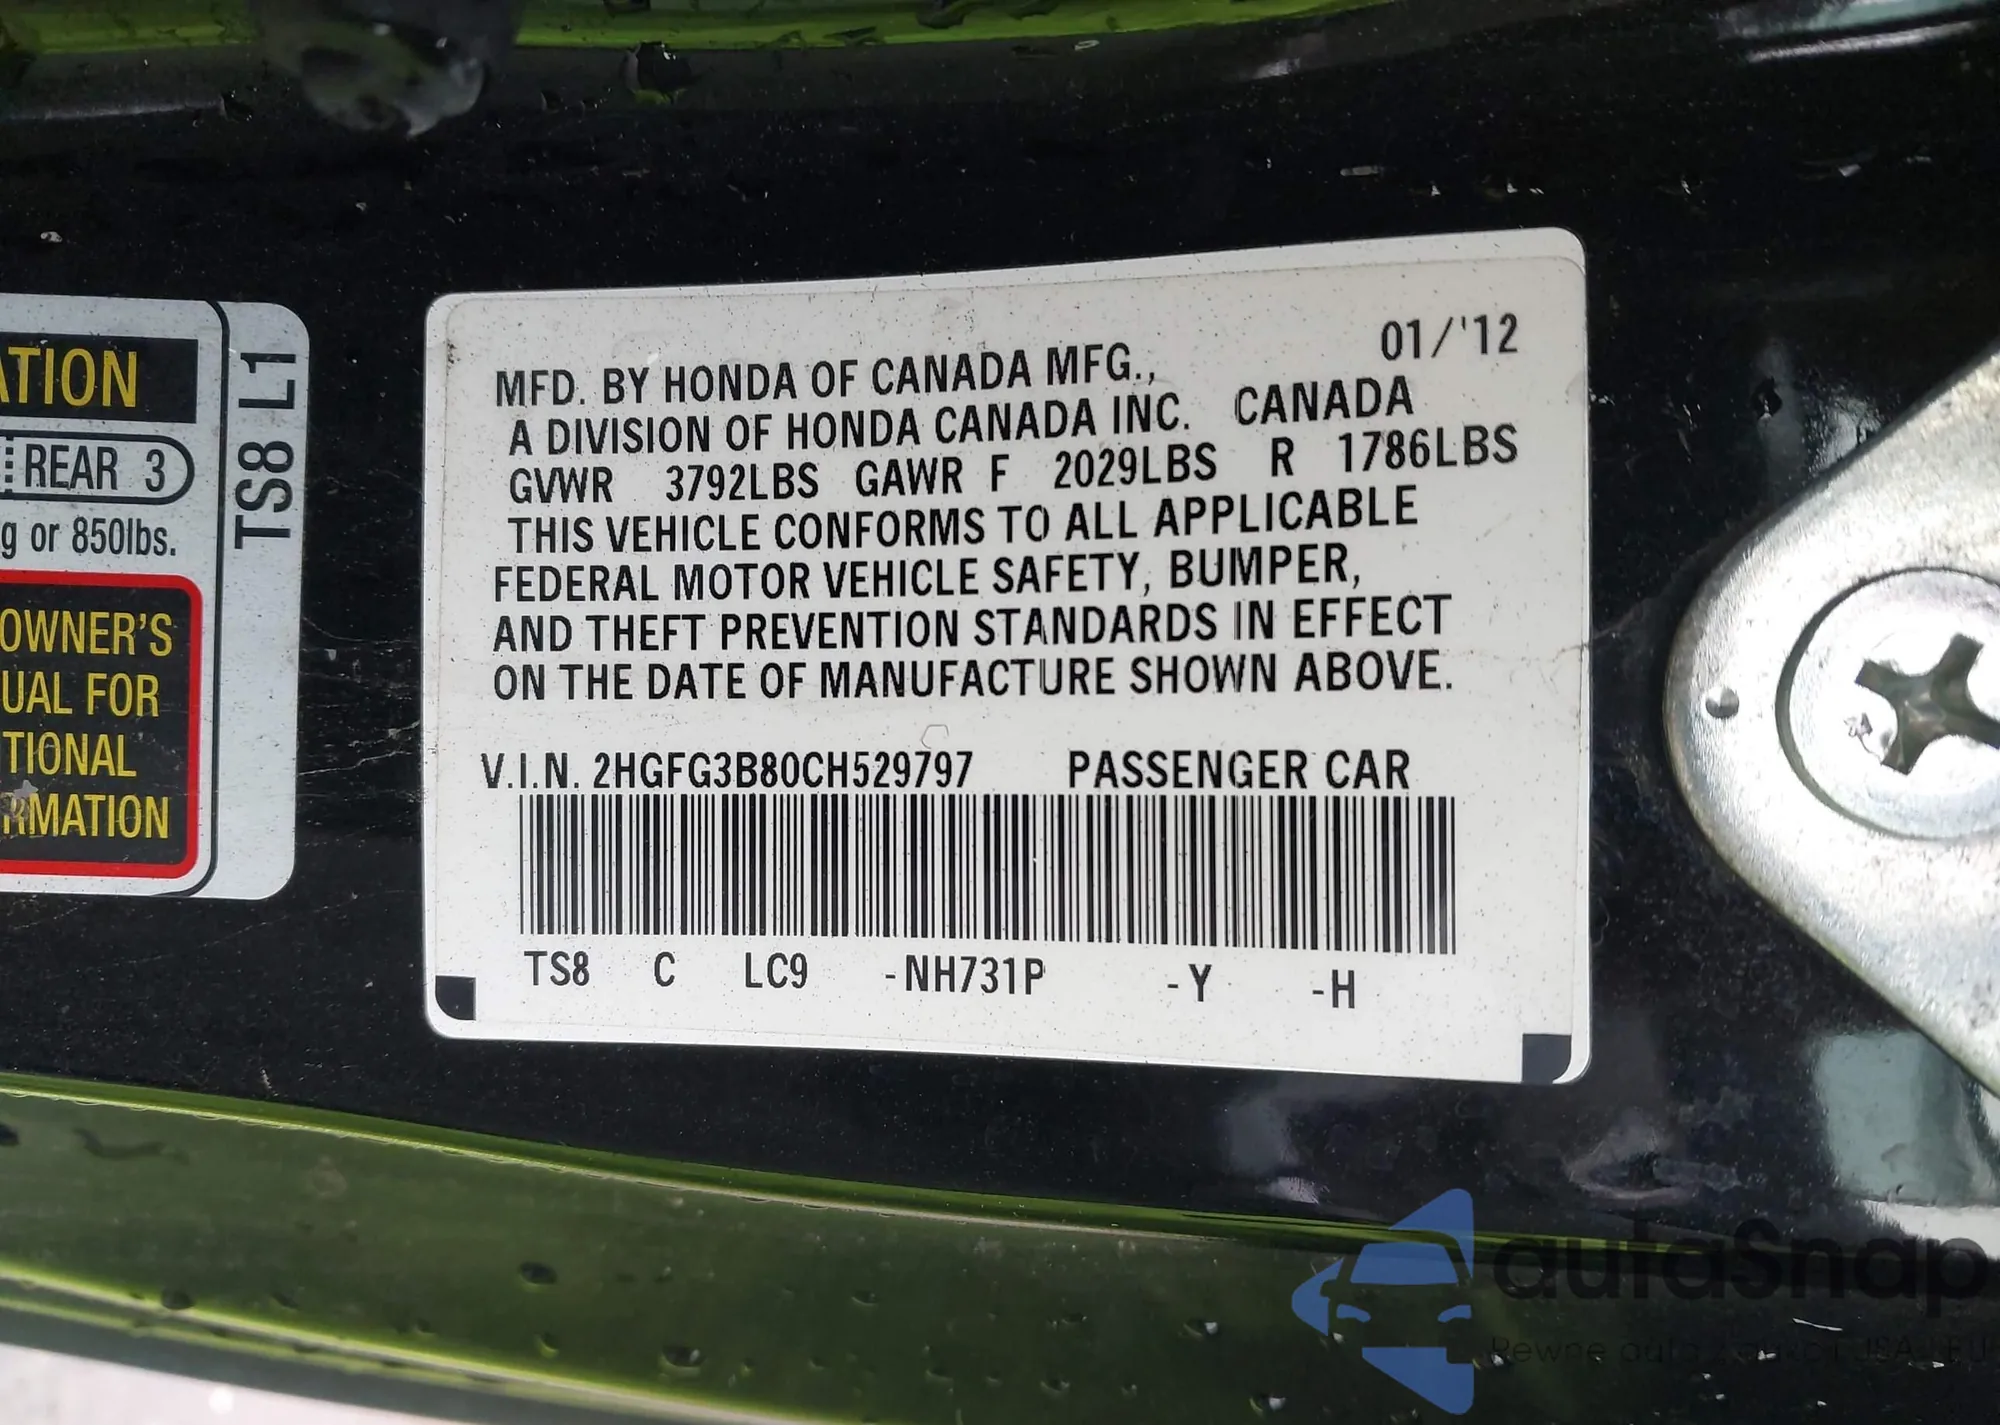 ATION
REAR 3
g or 850lbs.
OWNER'S
UAL FOR
TIONAL
RMATION
TS8 L1
01/'12
MFD. BY HONDA OF CANADA MFG.,
A DIVISION OF HONDA CANADA INC. CANADA
GVWR 3792LBS GAWR F 2029LBS R 1786LBS
THIS VEHICLE CONFORMS TO ALL APPLICABLE
FEDERAL MOTOR VEHICLE SAFETY, BUMPER,
AND THEFT PREVENTION STANDARDS IN EFFECT
ON THE DATE OF MANUFACTURE SHOWN ABOVE.
V.I.N. 2HGFG3B80CH529797 PASSENGER CAR
TS8 C LC9 -NH731P -Y -H
autaSnap